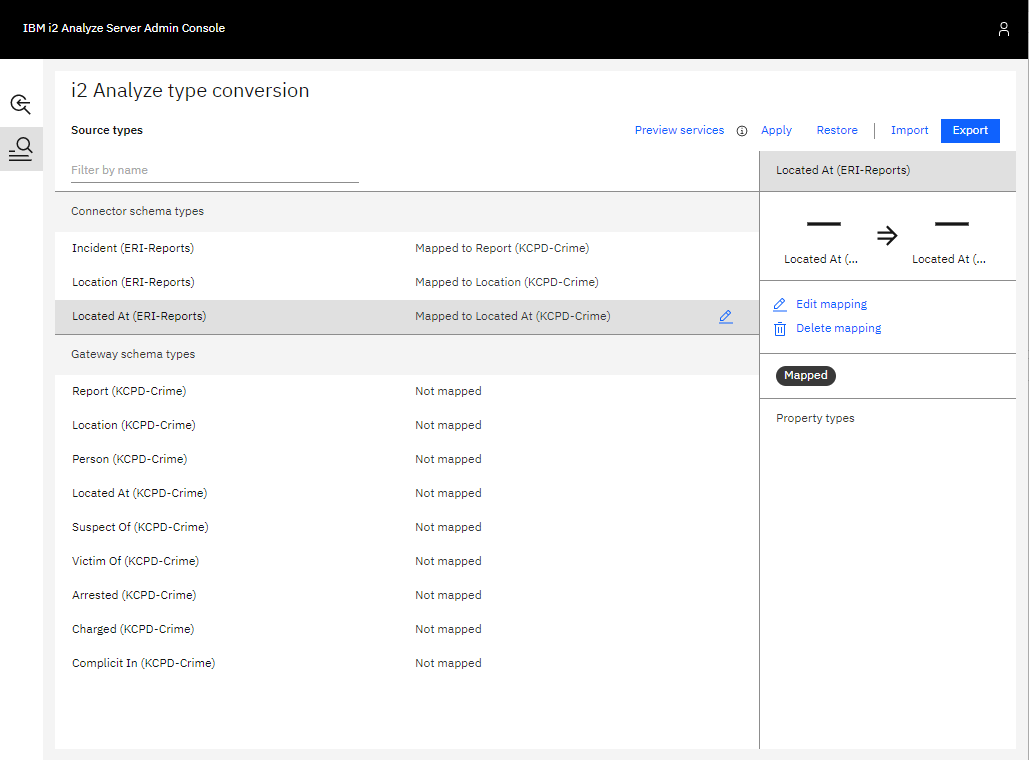 IBM i2 Analyze Server Admin Console
i2 Analyze type conversion
Source types
Preview services
Apply
Restore
Import
Export
Filter by name
Connector schema types
Incident (ERI-Reports) Mapped to Report (KCPD-Crime)
Location (ERI-Reports) Mapped to Location (KCPD-Crime)
Located At (ERI-Reports) Mapped to Located At (KCPD-Crime)
Gateway schema types
Report (KCPD-Crime) Not mapped
Location (KCPD-Crime) Not mapped
Person (KCPD-Crime) Not mapped
Located At (KCPD-Crime) Not mapped
Suspect Of (KCPD-Crime) Not mapped
Victim Of (KCPD-Crime) Not mapped
Arrested (KCPD-Crime) Not mapped
Charged (KCPD-Crime) Not mapped
Complicit In (KCPD-Crime) Not mapped
Located At (ERI-Reports)
Located At (... Located At (...
Edit mapping
Delete mapping
Mapped
Property types